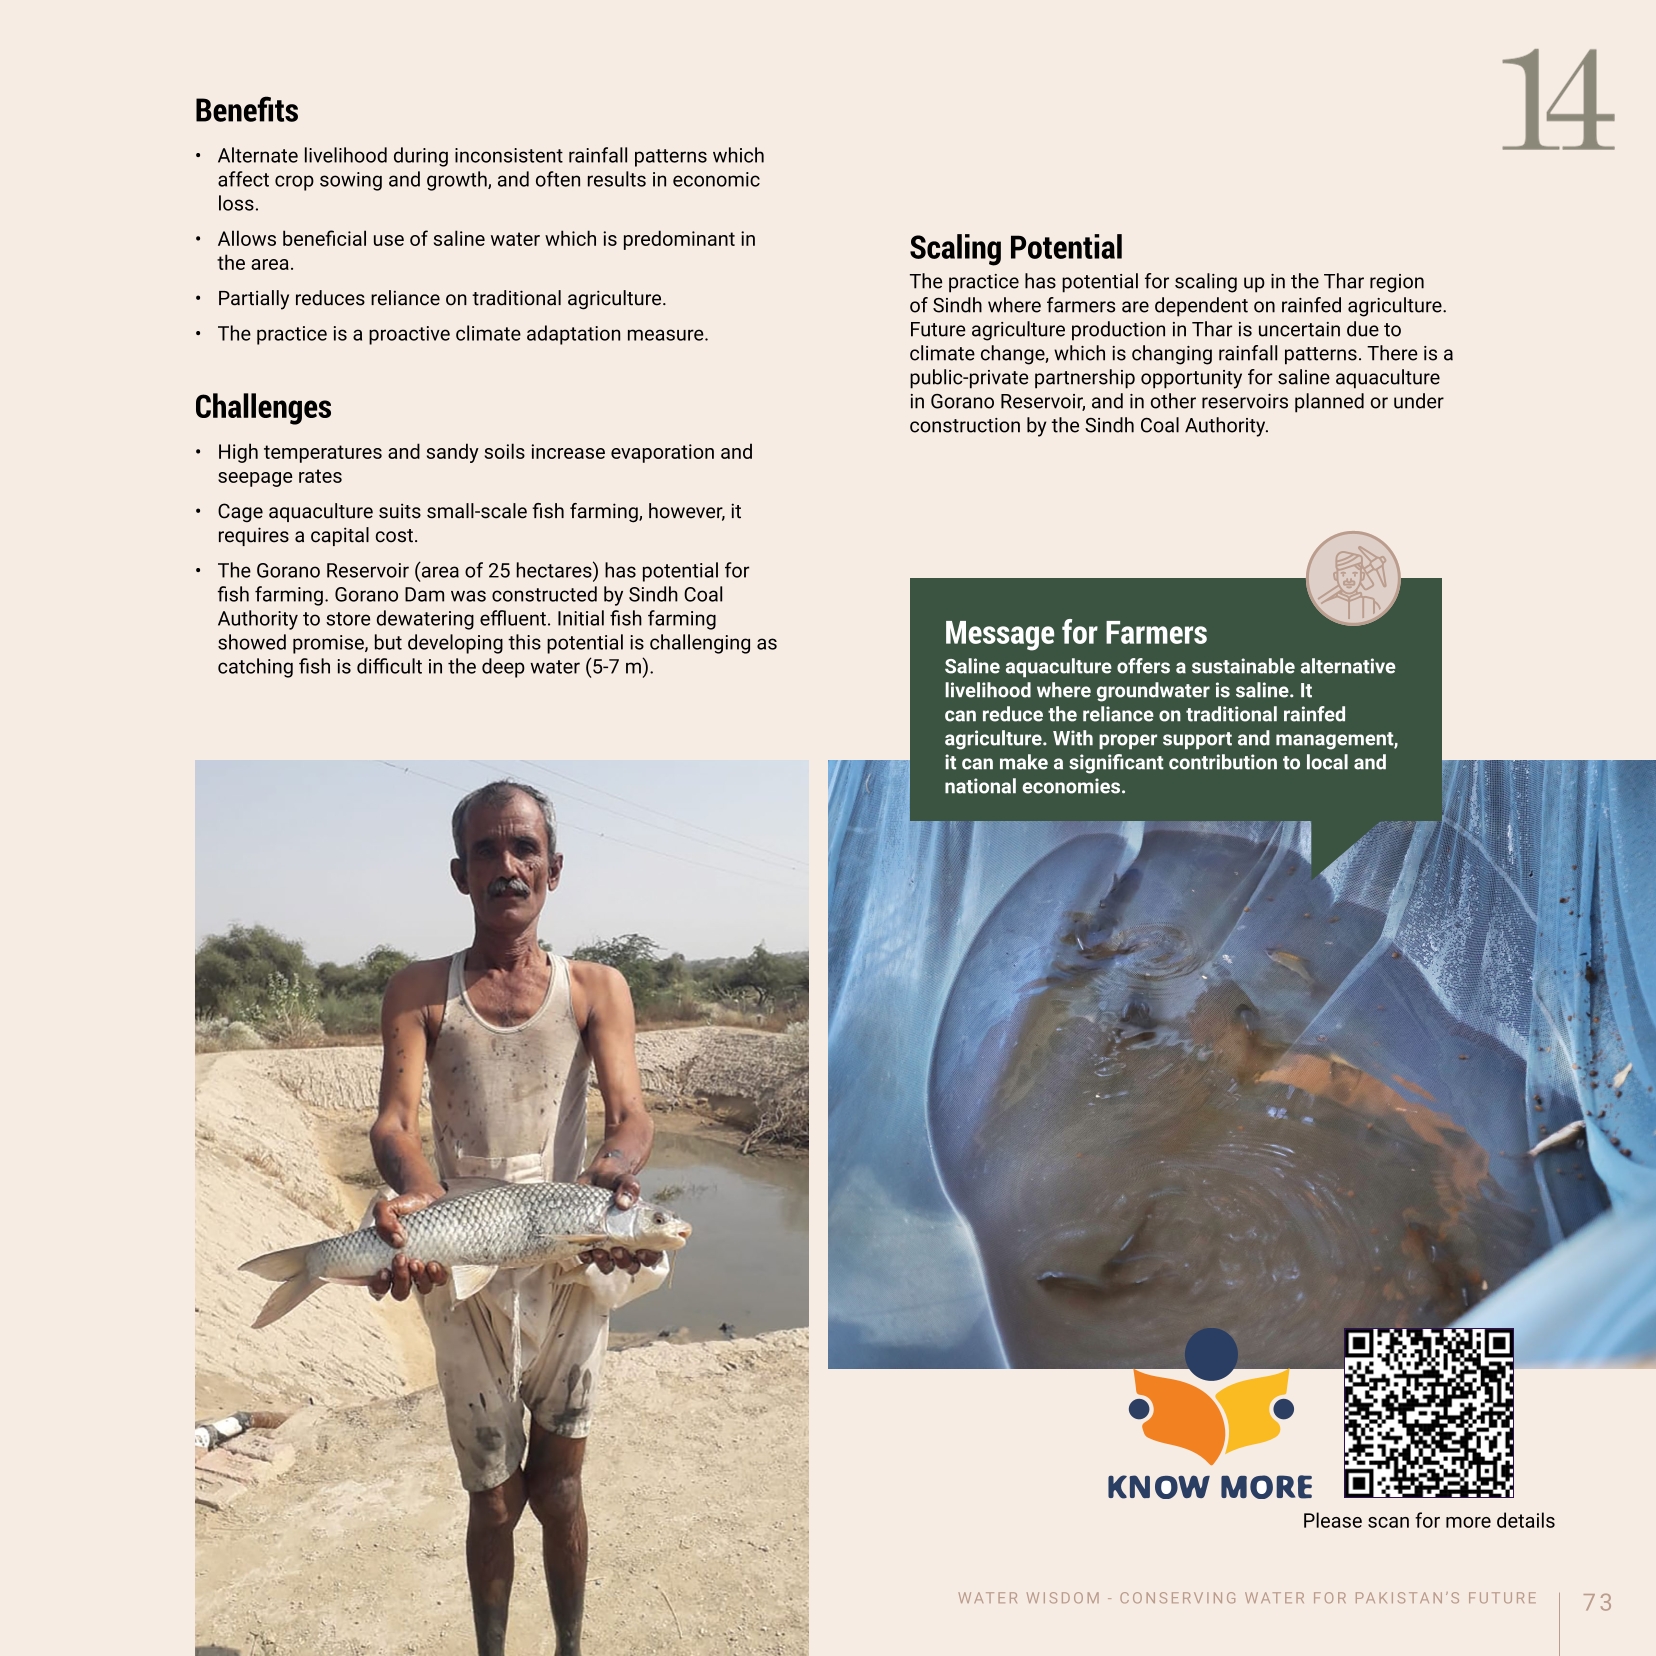 14
Benefits
• Alternate livelihood during inconsistent rainfall patterns which
affect crop sowing and growth, and often results in economic
loss.
• Allows beneficial use of saline water which is predominant in
the area.
• Partially reduces reliance on traditional agriculture.
• The practice is a proactive climate adaptation measure.
Challenges
• High temperatures and sandy soils increase evaporation and
seepage rates
• Cage aquaculture suits small-scale fish farming, however, it
requires a capital cost.
• The Gorano Reservoir (area of 25 hectares) has potential for
fish farming. Gorano Dam was constructed by Sindh Coal
Authority to store dewatering effluent. Initial fish farming
showed promise, but developing this potential is challenging as
catching fish is difficult in the deep water (5-7 m).
Scaling Potential
The practice has potential for scaling up in the Thar region
of Sindh where farmers are dependent on rainfed agriculture.
Future agriculture production in Thar is uncertain due to
climate change, which is changing rainfall patterns. There is a
public-private partnership opportunity for saline aquaculture
in Gorano Reservoir, and in other reservoirs planned or under
construction by the Sindh Coal Authority.
Message for Farmers
Saline aquaculture offers a sustainable alternative
livelihood where groundwater is saline. It
can reduce the reliance on traditional rainfed
agriculture. With proper support and management,
it can make a significant contribution to local and
national economies.
KNOW MORE
Please scan for more details
WATER WISDOM - CONSERVING WATER FOR PAKISTAN'S FUTURE
73